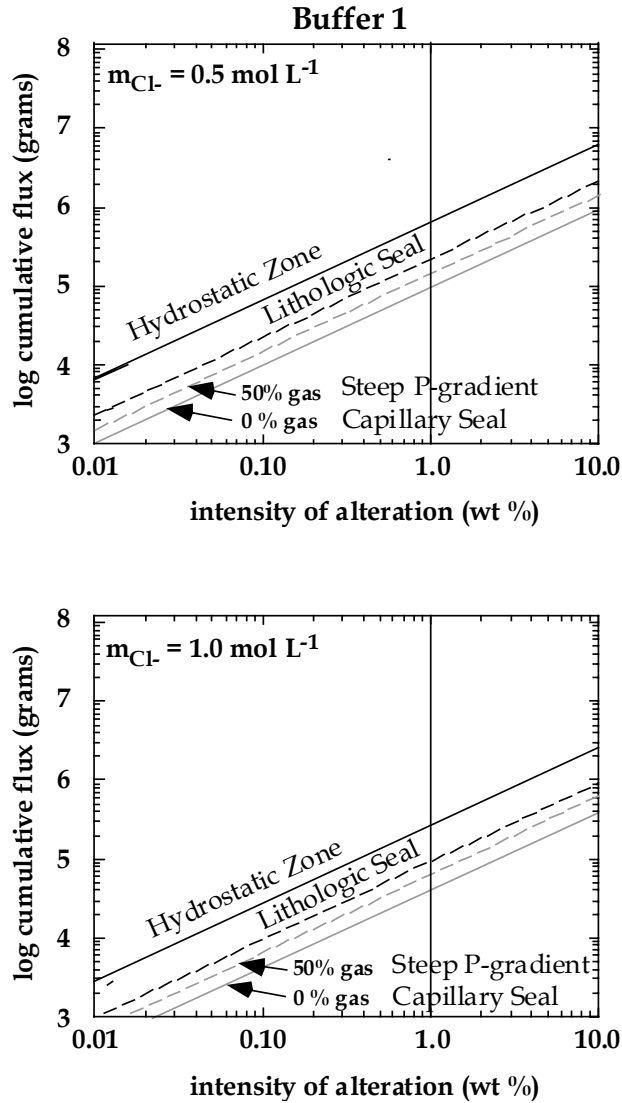 Buffer 1
8
7
6
5
4
3
log cumulative flux (grams)
mCl- = 0.5 mol L-1
Hydrostatic Zone
Lithologic Seal
50% gas Steep P-gradient
0 % gas Capillary Seal
0.01 0.10 1.0 10.0
intensity of alteration (wt %)
8
7
6
5
4
3
log cumulative flux (grams)
mCl- = 1.0 mol L-1
Hydrostatic Zone
Lithologic Seal
50% gas Steep P-gradient
0 % gas Capillary Seal
0.01 0.10 1.0 10.0
intensity of alteration (wt %)